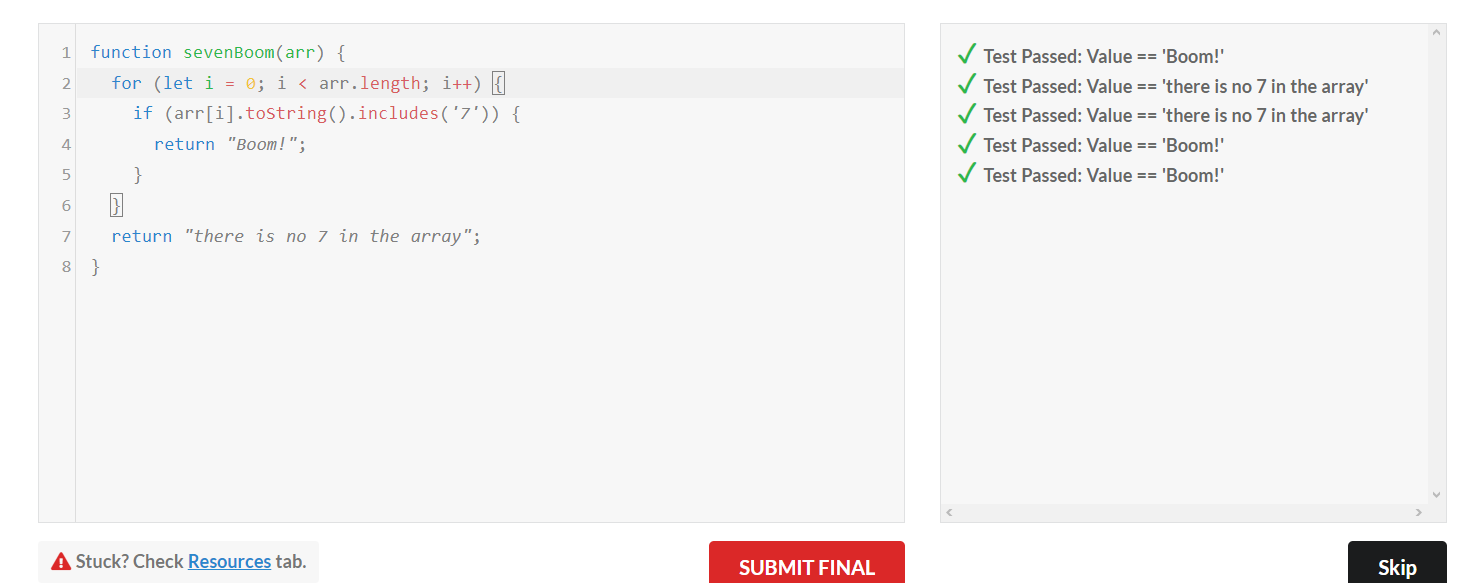 1 function sevenBoom(arr) {
2   for (let i = 0; i < arr.length; i++) {
3     if (arr[i].toString().includes('7')) {
4       return "Boom!";
5     }
6   }
7   return "there is no 7 in the array";
8 }
Test Passed: Value == 'Boom!'
Test Passed: Value == 'there is no 7 in the array'
Test Passed: Value == 'there is no 7 in the array'
Test Passed: Value == 'Boom!'
Test Passed: Value == 'Boom!'
Stuck? Check Resources tab.
SUBMIT FINAL
Skip